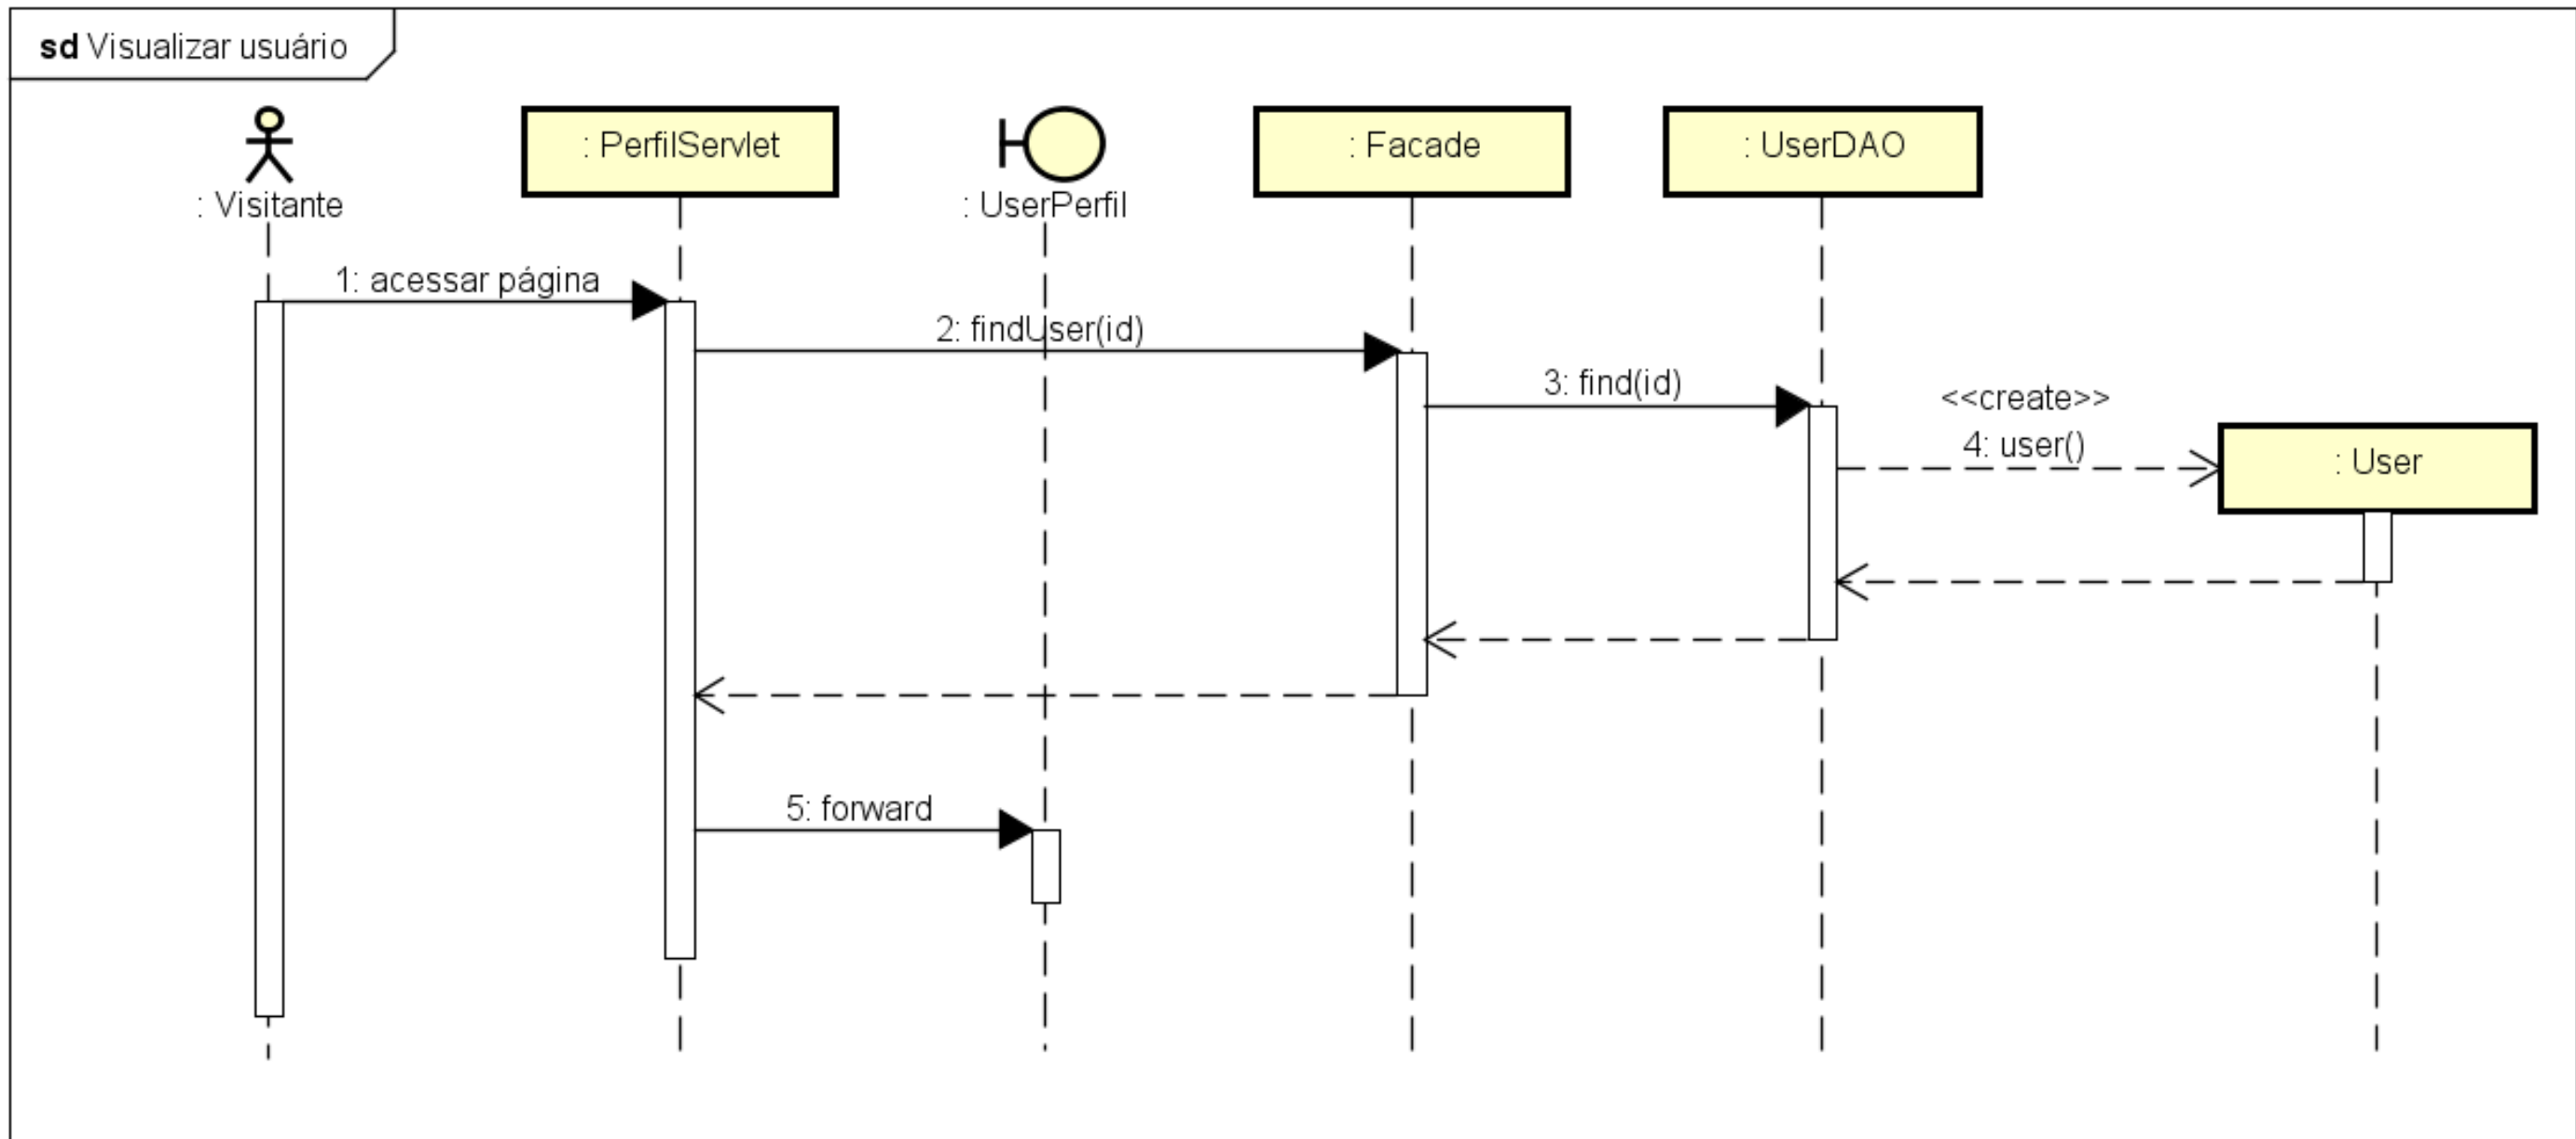 sd Visualizar usuário
: Visitante
: PerfilServlet
: UserPerfil
: Facade
: UserDAO
1: acessar página
2: findUser(id)
3: find(id)
<<create>>
4: user()
: User
5: forward